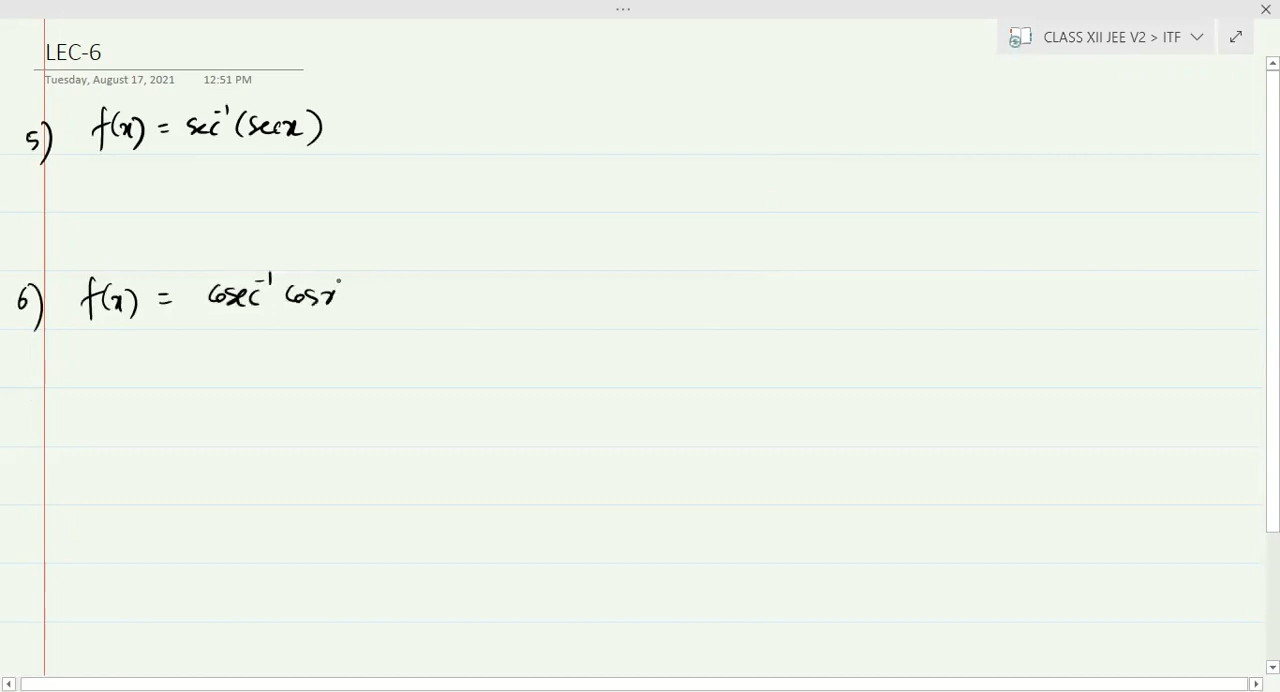 ...
CLASS XII JEE V2 > ITF
LEC-6
Tuesday, August 17, 2021 12:51 PM
5) f(x) = sec⁻¹(secx)
6) f(x) = cosec⁻¹ cosx